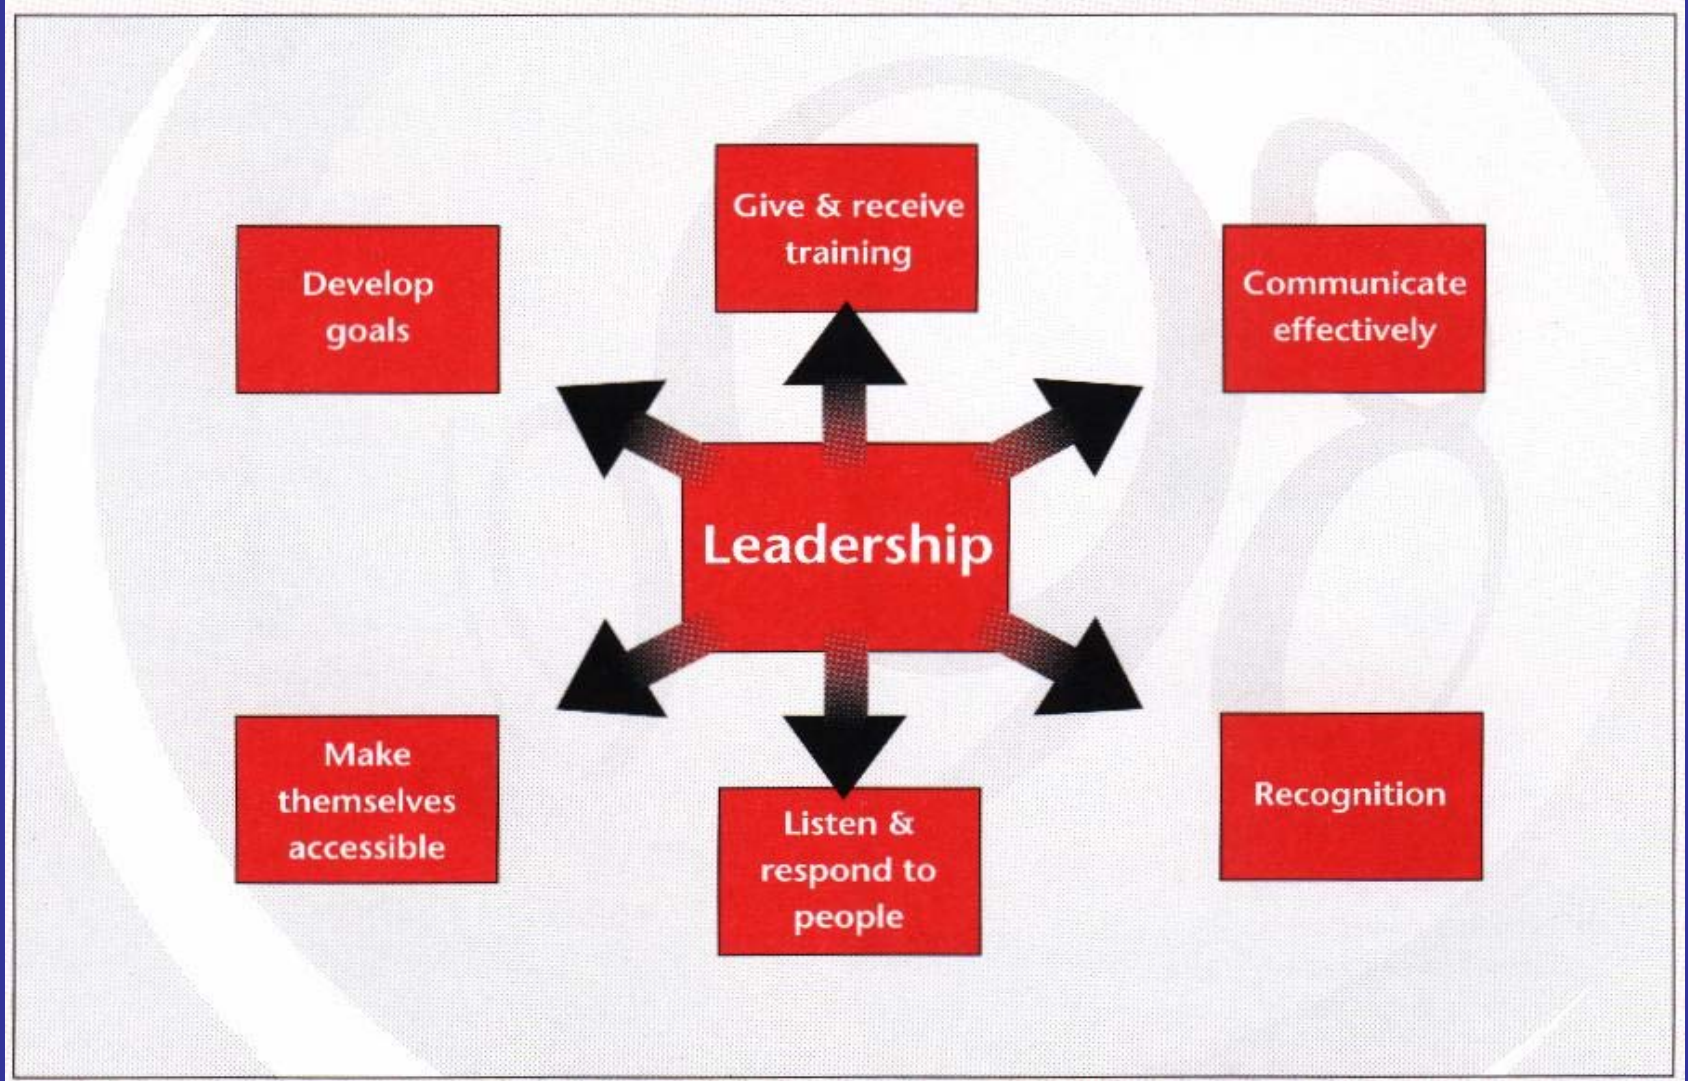 Give & receive
training
Develop
goals
Communicate
effectively
Leadership
Make
themselves
accessible
Listen &
respond to
people
Recognition